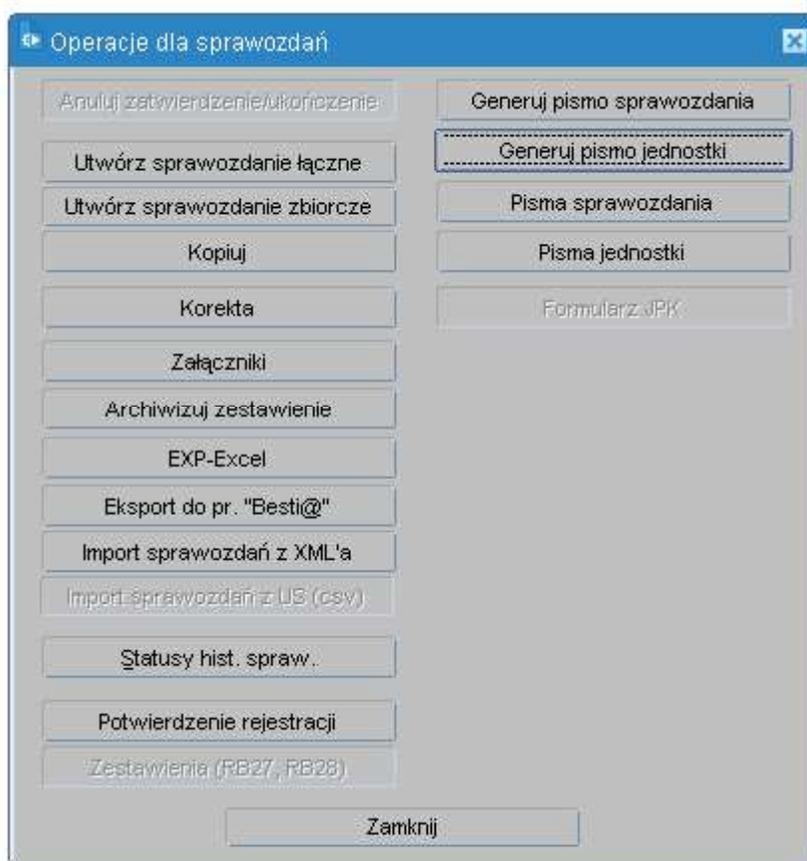 Operacje dla sprawozdań
Anuluj zatwierdzenie/ukończenie
Utwórz sprawozdanie łączne
Utwórz sprawozdanie zbiorcze
Kopiuj
Korekta
Załączniki
Archiwizuj zestawienie
EXP-Excel
Eksport do pr. "Besti@"
Import sprawozdań z XML'a
Import sprawozdań z US (csv)
Statusy hist. spraw..
Potwierdzenie rejestracji
Zestawienia (RB27, RB28)
Generuj pismo sprawozdania
Generuj pismo jednostki
Pisma sprawozdania
Pisma jednostki
Formularz JPK
Zamknij